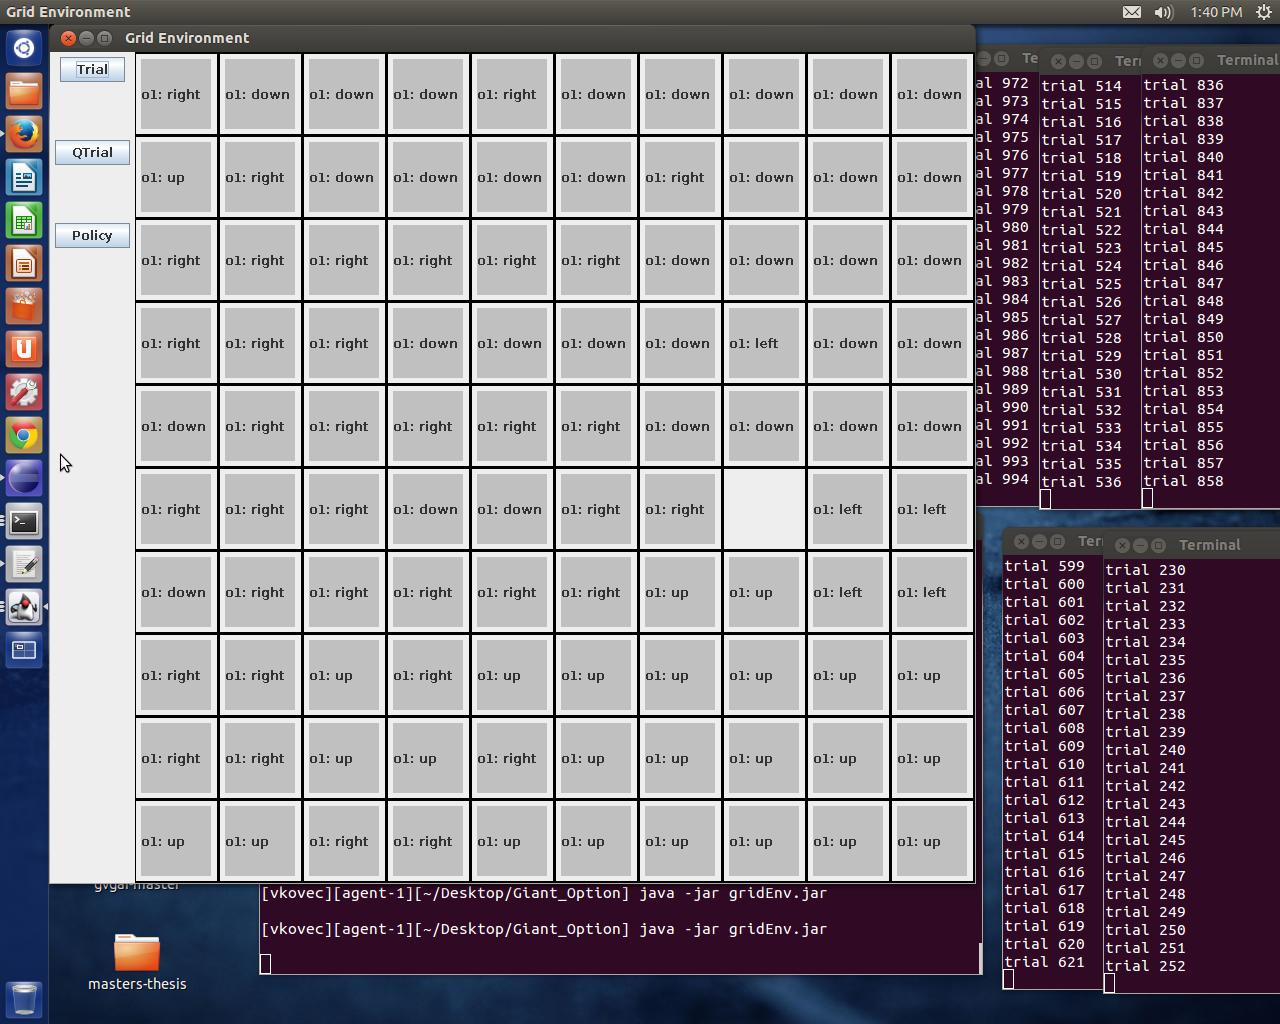 Grid Environment
1:40 PM
Grid Environment
Trial
QTrial
Policy
o1: right o1: down o1: down o1: down o1: right o1: down o1: down o1: down o1: down o1: down
o1: up o1: right o1: down o1: down o1: down o1: down o1: right o1: down o1: down o1: down
o1: right o1: right o1: right o1: right o1: right o1: right o1: down o1: down o1: down o1: down
o1: right o1: right o1: right o1: down o1: down o1: down o1: down o1: left o1: down o1: down
o1: down o1: right o1: right o1: right o1: right o1: right o1: down o1: down o1: down o1: down
o1: right o1: right o1: right o1: down o1: down o1: right o1: right o1: left o1: left
o1: down o1: right o1: right o1: right o1: right o1: right o1: up o1: up o1: left o1: left
o1: right o1: right o1: up o1: right o1: up o1: up o1: up o1: up o1: up o1: up
o1: right o1: right o1: up o1: up o1: right o1: up o1: up o1: up o1: up o1: up
o1: up o1: up o1: right o1: right o1: up o1: up o1: up o1: up o1: up o1: up
Te
al 972
al 973
al 974
al 975
al 976
al 977
al 978
al 979
al 980
al 981
al 982
al 983
al 984
al 985
al 986
al 987
al 988
al 989
al 990
al 991
al 992
al 993
al 994
Ter
trial 514
trial 515
trial 516
trial 517
trial 518
trial 519
trial 520
trial 521
trial 522
trial 523
trial 524
trial 525
trial 526
trial 527
trial 528
trial 529
trial 530
trial 531
trial 532
trial 533
trial 534
trial 535
trial 536
Terminal
trial 836
trial 837
trial 838
trial 839
trial 840
trial 841
trial 842
trial 843
trial 844
trial 845
trial 846
trial 847
trial 848
trial 849
trial 850
trial 851
trial 852
trial 853
trial 854
trial 855
trial 856
trial 857
trial 858
Ter
trial 599
trial 600
trial 601
trial 602
trial 603
trial 604
trial 605
trial 606
trial 607
trial 608
trial 609
trial 610
trial 611
trial 612
trial 613
trial 614
trial 615
trial 616
trial 617
trial 618
trial 619
trial 620
trial 621
Terminal
trial 230
trial 231
trial 232
trial 233
trial 234
trial 235
trial 236
trial 237
trial 238
trial 239
trial 240
trial 241
trial 242
trial 243
trial 244
trial 245
trial 246
trial 247
trial 248
trial 249
trial 250
trial 251
trial 252
gvgai-master
[vkovec][agent-1][~/Desktop/Giant_Option] java -jar gridEnv.jar
[vkovec][agent-1][~/Desktop/Giant_Option] java -jar gridEnv.jar
masters-thesis